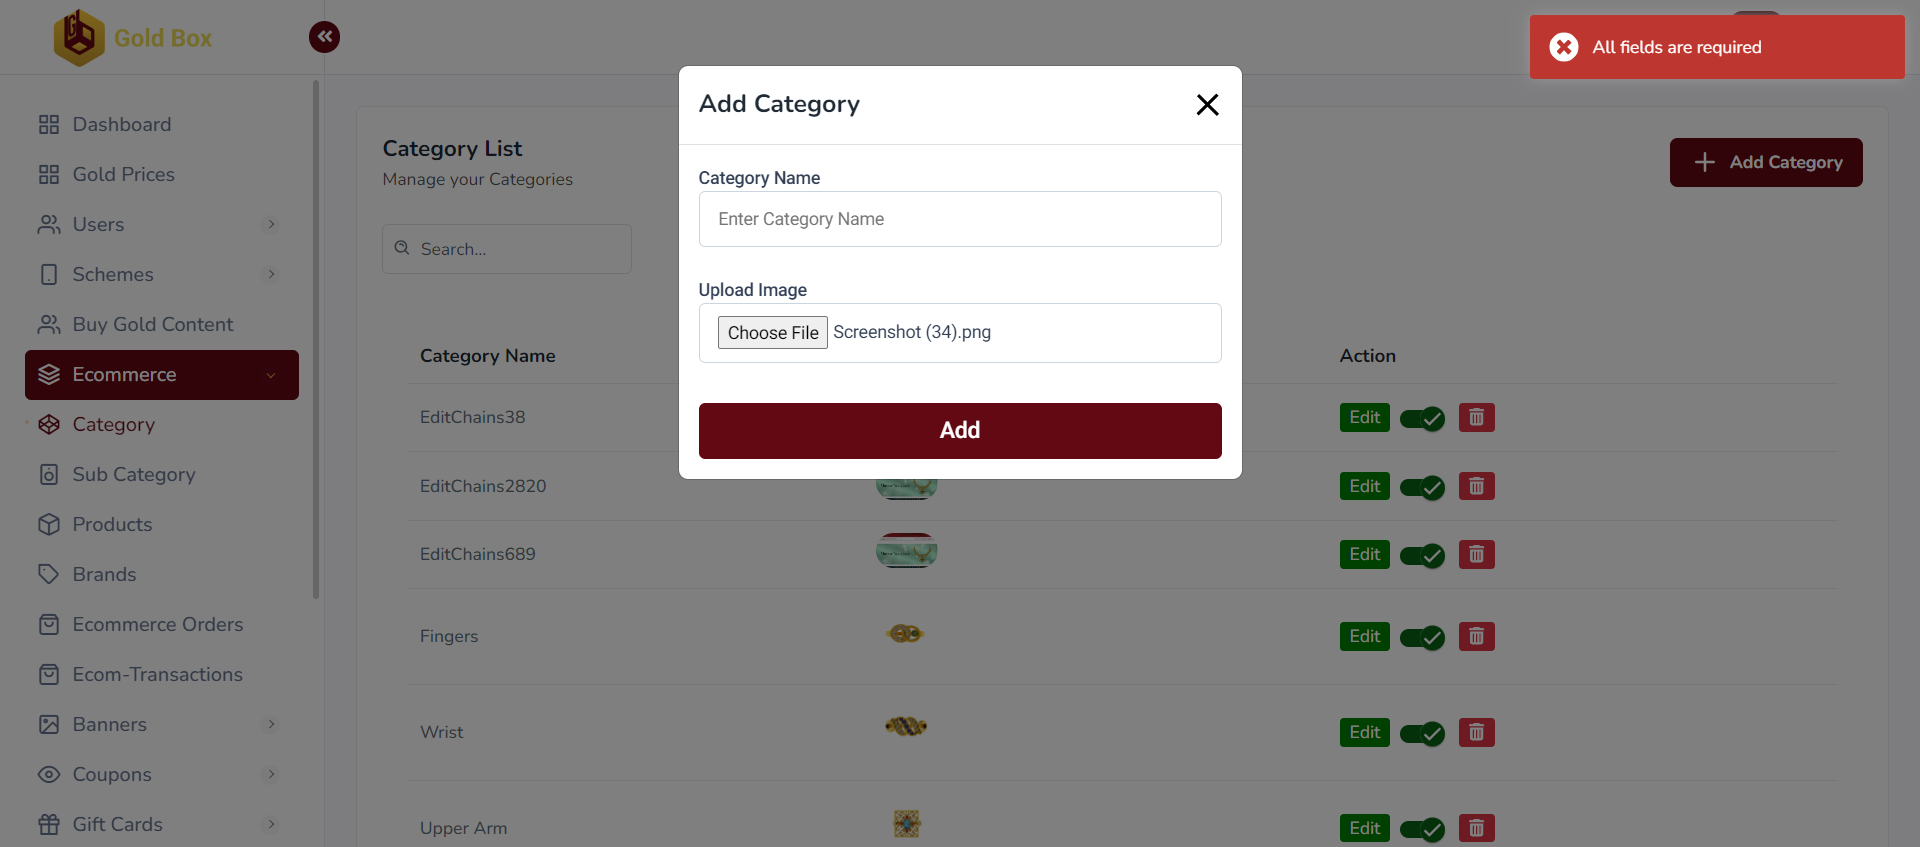 Gold Box
All fields are required
Dashboard
Gold Prices
Users
Schemes
Buy Gold Content
Ecommerce
Category
Sub Category
Products
Brands
Ecommerce Orders
Ecom-Transactions
Banners
Coupons
Gift Cards
Category List
Manage your Categories
Add Category
Search...
Add Category
Category Name
Enter Category Name
Upload Image
Choose File Screenshot (34).png
Add
Category Name Action
EditChains38 Edit
EditChains2820 Edit
EditChains689 Edit
Fingers Edit
Wrist Edit
Upper Arm Edit